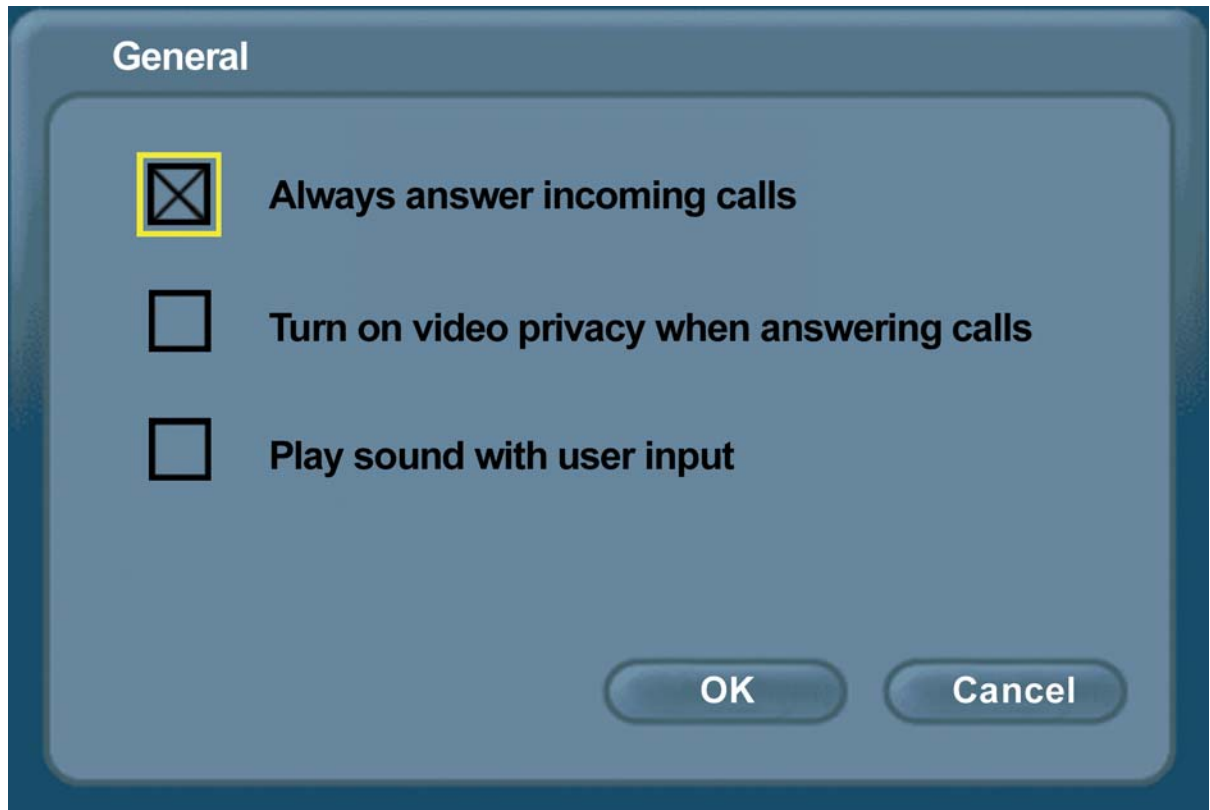 General
Always answer incoming calls
Turn on video privacy when answering calls
Play sound with user input
OK Cancel